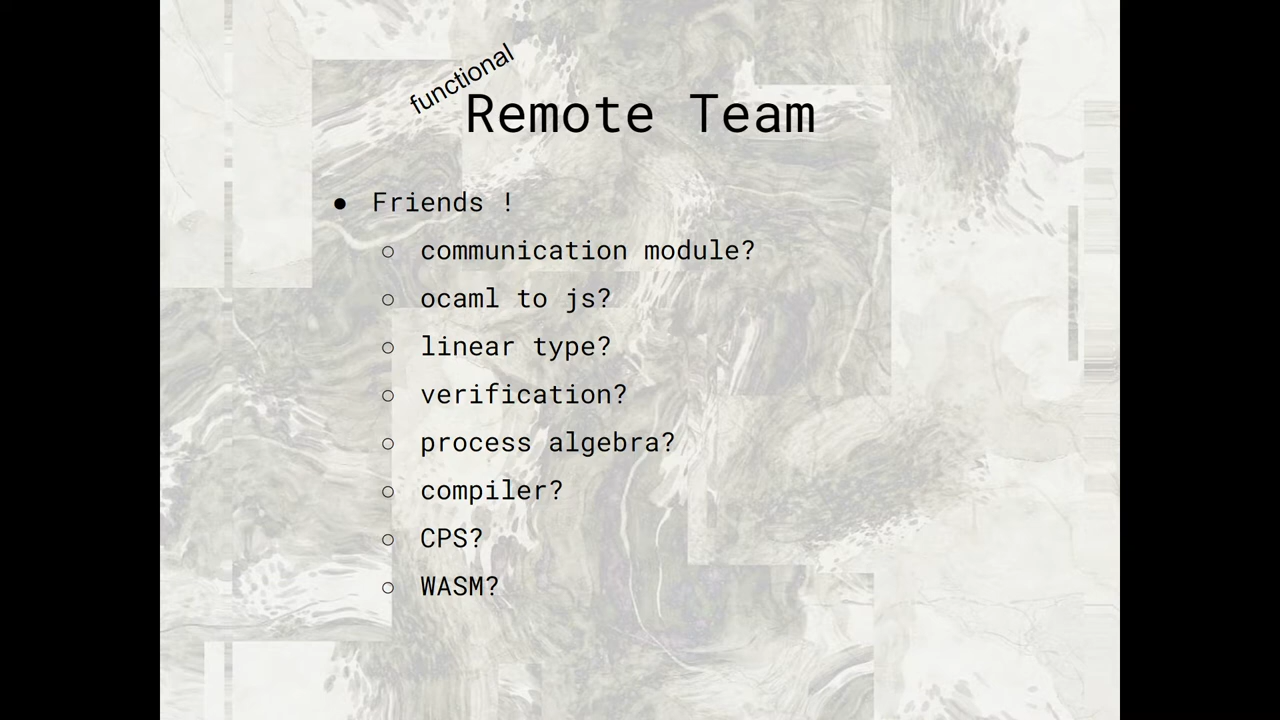 functional
Remote Team
● Friends !
○ communication module?
○ ocaml to js?
○ linear type?
○ verification?
○ process algebra?
○ compiler?
○ CPS?
○ WASM?